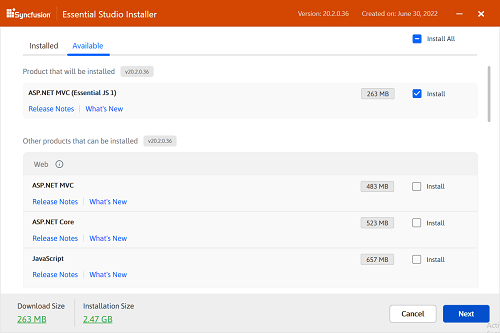 Syncfusion Essential Studio Installer Version: 20.2.0.36 Created on: June 30, 2022
Installed Available Install All
Product that will be installed v20.2.0.36
ASP.NET MVC (Essential JS 1) 263 MB Install
Release Notes What's New
Other products that can be installed v20.2.0.36
Web
ASP.NET MVC 483 MB Install
Release Notes What's New
ASP.NET Core 523 MB Install
Release Notes What's New
JavaScript 657 MB Install
Release Notes What's New
Download Size Installation Size
263 MB 2.47 GB Cancel Next